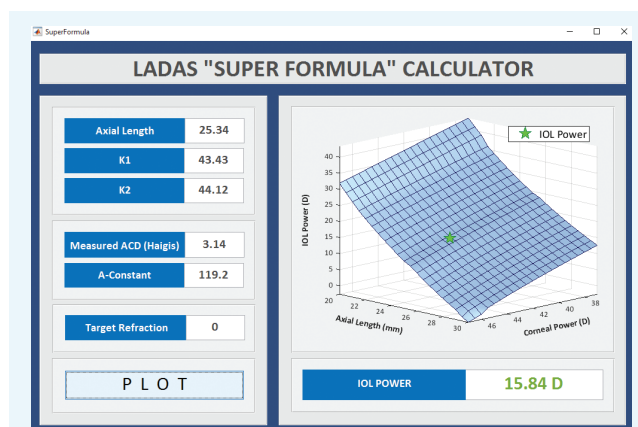 SuperFormula
LADAS "SUPER FORMULA" CALCULATOR
Axial Length 25.34
K1 43.43
K2 44.12
Measured ACD (Haigis) 3.14
A-Constant 119.2
Target Refraction 0
PLOT
IOL Power
IOL Power (D)
40
35
30
25
20
15
10
5
0
20 22 24 26 28 30
Axial Length (mm)
46 44 42 40 38
Corneal Power (D)
IOL POWER 15.84 D